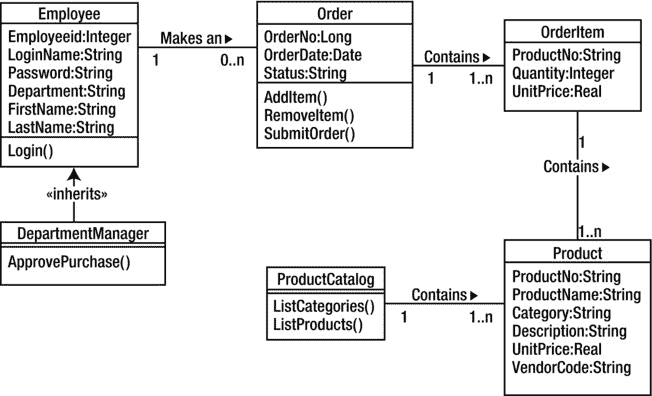 Employee
Employeeid:Integer
LoginName:String
Password:String
Department:String
FirstName:String
LastName:String
Login()
Makes an ▶
1
0..n
Order
OrderNo:Long
OrderDate:Date
Status:String
AddItem()
RemoveItem()
SubmitOrder()
Contains ▶
1
1..n
OrderItem
ProductNo:String
Quantity:Integer
UnitPrice:Real
1
Contains ▶
1..n
«inherits»
DepartmentManager
ApprovePurchase()
ProductCatalog
ListCategories()
ListProducts()
Contains ▶
1
1..n
Product
ProductNo:String
ProductName:String
Category:String
Description:String
UnitPrice:Real
VendorCode:String